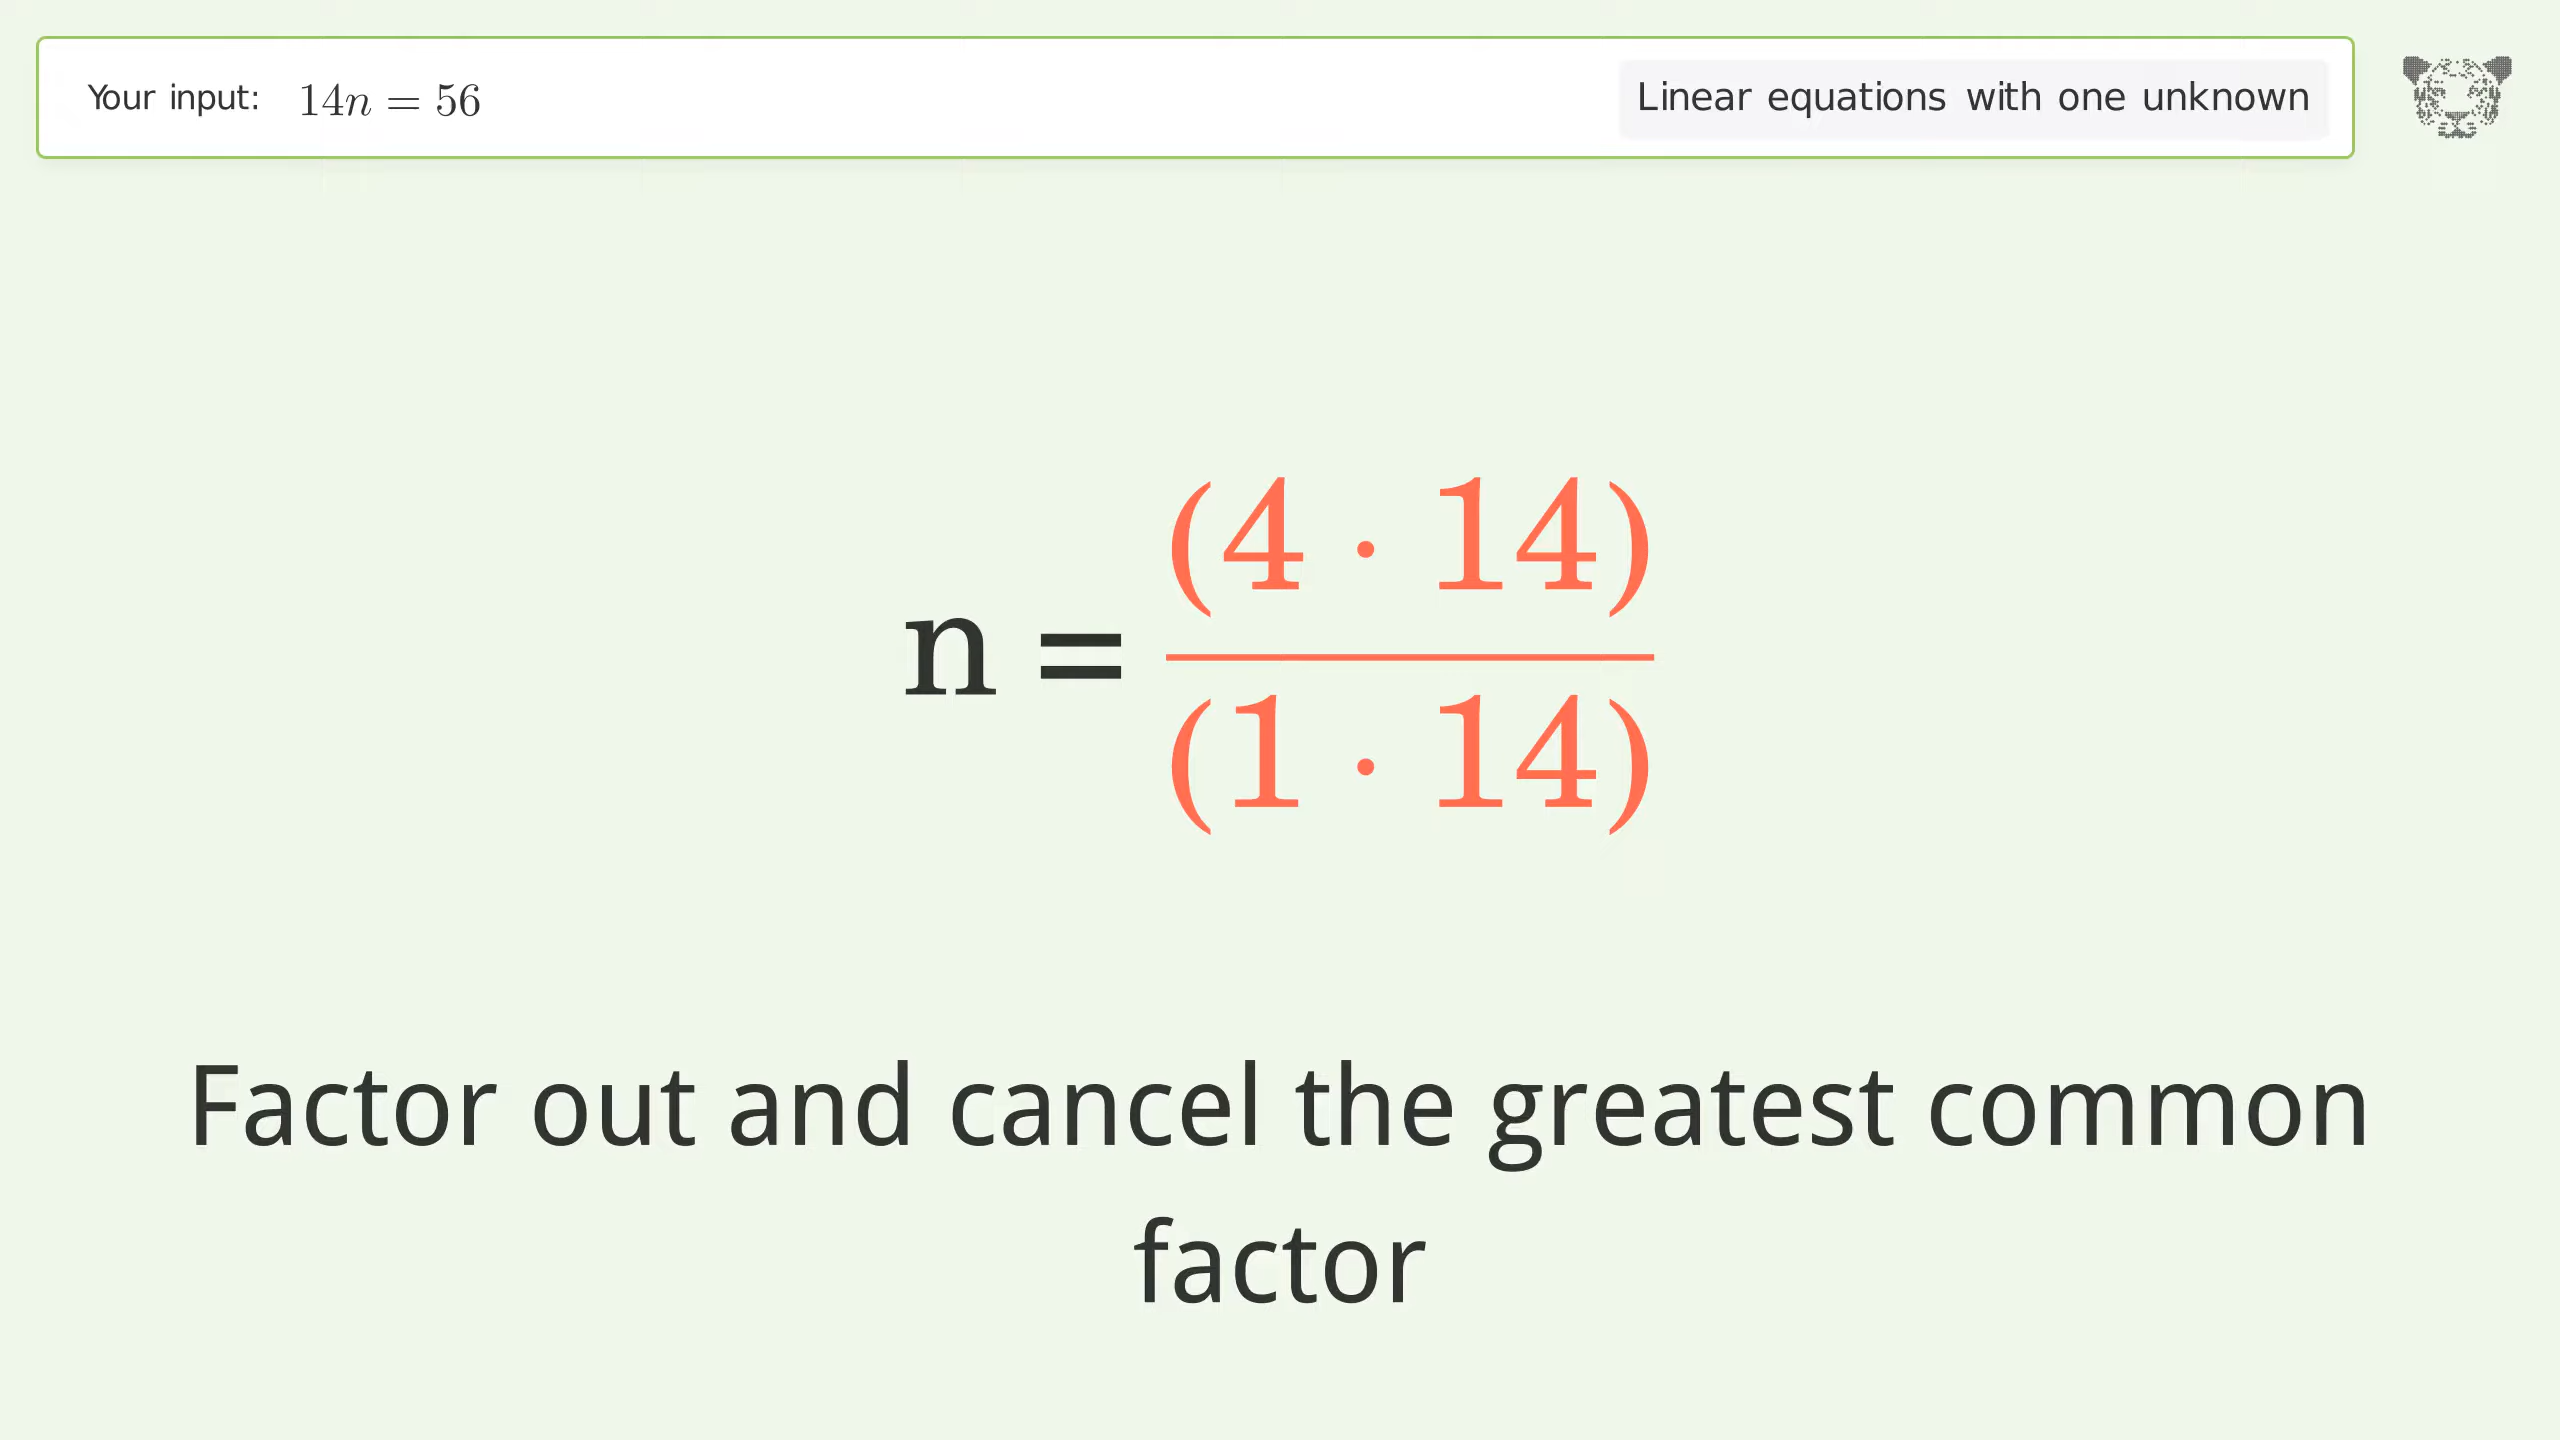 Your input: 14n = 56
Linear equations with one unknown
n = (4 · 14)
(1 · 14)
Factor out and cancel the greatest common
factor